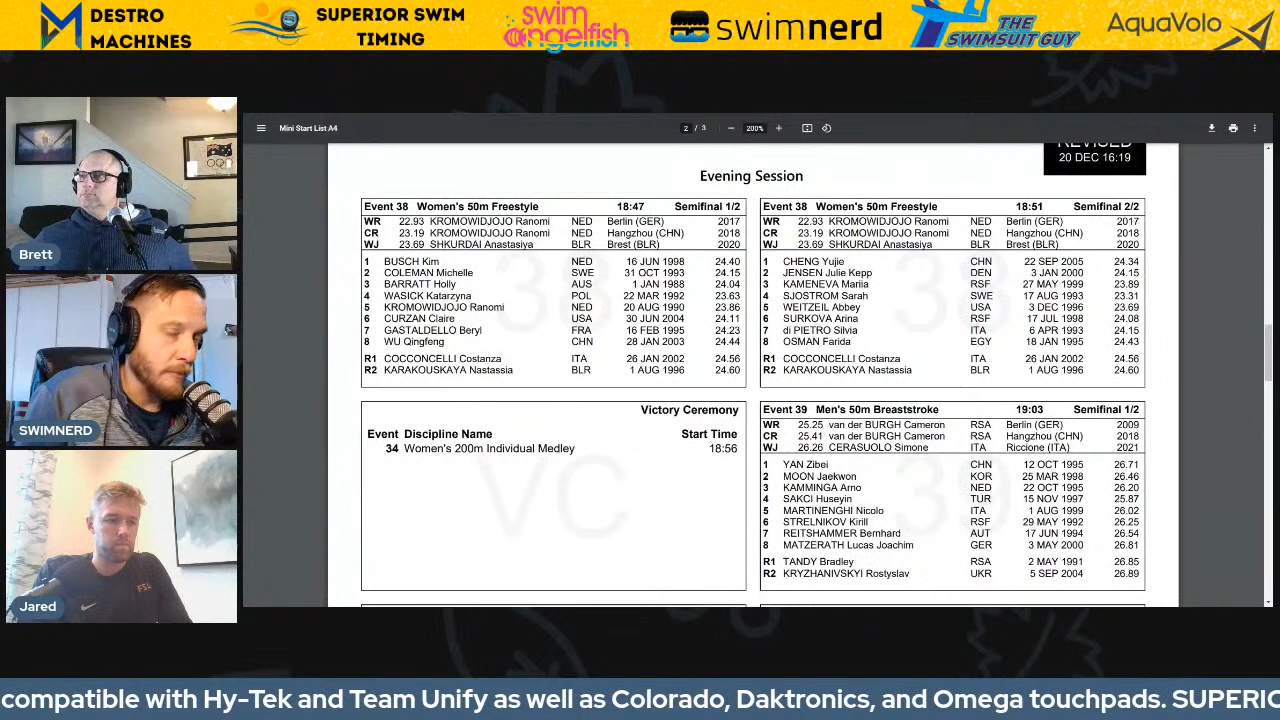 DESTRO
MACHINES
SUPERIOR SWIM
TIMING
swim
angelfish
swimnerd
THE
SWIMSUIT GUY
AquaVolo
Brett
SWIMNERD
Jared
FSU
Mini Start List A4
2 / 3
200%
REVISED
20 DEC 16:19
Evening Session
Event 38 Women's 50m Freestyle 18:47 Semifinal 1/2
WR 22.93 KROMOWIDJOJO Ranomi NED Berlin (GER) 2017
CR 23.19 KROMOWIDJOJO Ranomi NED Hangzhou (CHN) 2018
WJ 23.69 SHKURDAI Anastasiya BLR Brest (BLR) 2020
1 BUSCH Kim NED 16 JUN 1998 24.40
2 COLEMAN Michelle SWE 31 OCT 1993 24.15
3 BARRATT Holly AUS 1 JAN 1988 24.04
4 WASICK Katarzyna POL 22 MAR 1992 23.63
5 KROMOWIDJOJO Ranomi NED 20 AUG 1990 23.86
6 CURZAN Claire USA 30 JUN 2004 24.11
7 GASTALDELLO Beryl FRA 16 FEB 1995 24.23
8 WU Qingfeng CHN 28 JAN 2003 24.44
R1 COCCONCELLI Costanza ITA 26 JAN 2002 24.56
R2 KARAKOUSKAYA Nastassia BLR 1 AUG 1996 24.60
38
Event 38 Women's 50m Freestyle 18:51 Semifinal 2/2
WR 22.93 KROMOWIDJOJO Ranomi NED Berlin (GER) 2017
CR 23.19 KROMOWIDJOJO Ranomi NED Hangzhou (CHN) 2018
WJ 23.69 SHKURDAI Anastasiya BLR Brest (BLR) 2020
1 CHENG Yujie CHN 22 SEP 2005 24.34
2 JENSEN Julie Kepp DEN 3 JAN 2000 24.15
3 KAMENEVA Mariia RSF 27 MAY 1999 23.89
4 SJOSTROM Sarah SWE 17 AUG 1993 23.31
5 WEITZEIL Abbey USA 3 DEC 1996 23.69
6 SURKOVA Arina RSF 17 JUL 1998 24.08
7 di PIETRO Silvia ITA 6 APR 1993 24.15
8 OSMAN Farida EGY 18 JAN 1995 24.43
R1 COCCONCELLI Costanza ITA 26 JAN 2002 24.56
R2 KARAKOUSKAYA Nastassia BLR 1 AUG 1996 24.60
38
Victory Ceremony
Event Discipline Name Start Time
34 Women's 200m Individual Medley 18:56
VC
Event 39 Men's 50m Breaststroke 19:03 Semifinal 1/2
WR 25.25 van der BURGH Cameron RSA Berlin (GER) 2009
CR 25.41 van der BURGH Cameron RSA Hangzhou (CHN) 2018
WJ 26.26 CERASUOLO Simone ITA Riccione (ITA) 2021
1 YAN Zibei CHN 12 OCT 1995 26.71
2 MOON Jaekwon KOR 25 MAR 1998 26.46
3 KAMMINGA Arno NED 22 OCT 1995 26.20
4 SAKCI Huseyin TUR 15 NOV 1997 25.87
5 MARTINENGHI Nicolo ITA 1 AUG 1999 26.02
6 STRELNIKOV Kirill RSF 29 MAY 1992 26.25
7 REITSHAMMER Bernhard AUT 17 JUN 1994 26.54
8 MATZERATH Lucas Joachim GER 3 MAY 2000 26.81
R1 TANDY Bradley RSA 2 MAY 1991 26.85
R2 KRYZHANIVSKYI Rostyslav UKR 5 SEP 2004 26.89
39
compatible with Hy-Tek and Team Unify as well as Colorado, Daktronics, and Omega touchpads. SUPERIO